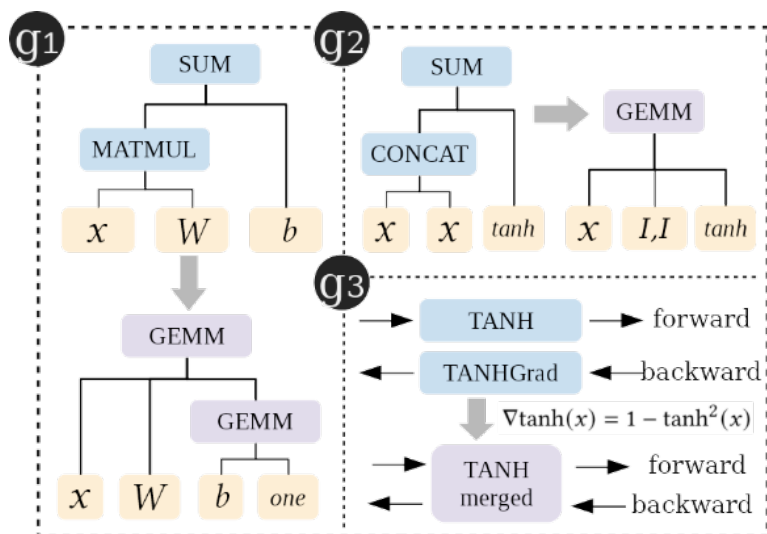 g1
SUM
MATMUL
x W b
GEMM
GEMM
x W b one
g2
SUM
GEMM
CONCAT
x x tanh x I,I tanh
g3
TANH forward
TANHGrad backward
∇tanh(x) = 1 − tanh²(x)
TANH
merged
forward
backward